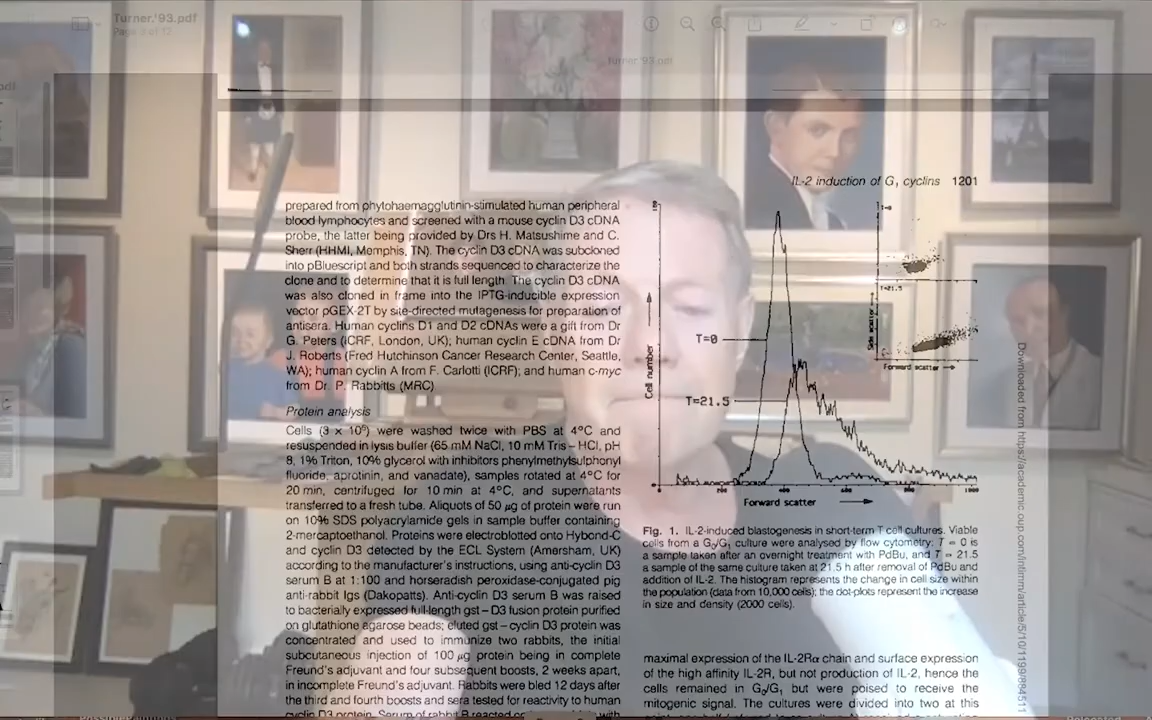 Turner.'93.pdf
Page 3 of 12
Turner '93.pdf
IL-2 induction of G₁ cyclins 1201
prepared from phytohaemagglutinin-stimulated human peripheral
blood lymphocytes and screened with a mouse cyclin D3 cDNA
probe, the latter being provided by Drs H. Matsushime and C.
Sherr (HHMI, Memphis, TN). The cyclin D3 cDNA was subcloned
into pBluescript and both strands sequenced to characterize the
clone and to determine that it is full length. The cyclin D3 cDNA
was also cloned in frame into the IPTG-inducible expression
vector pGEX-2T by site-directed mutagenesis for preparation of
antisera. Human cyclins D1 and D2 cDNAs were a gift from Dr
G. Peters (ICRF, London, UK); human cyclin E cDNA from Dr
J. Roberts (Fred Hutchinson Cancer Research Center, Seattle,
WA); human cyclin A from F. Carlotti (ICRF); and human c-myc
from Dr. P. Rabbitts (MRC)
Protein analysis
Cells (3 × 10⁶) were washed twice with PBS at 4°C and
resuspended in lysis buffer (65 mM NaCl, 10 mM Tris–HCl, pH
8, 1% Triton, 10% glycerol with inhibitors phenylmethylsulphonyl
fluoride, aprotinin, and vanadate), samples rotated at 4°C for
20 min, centrifuged for 10 min at 4°C, and supernatants
transferred to a fresh tube. Aliquots of 50 μg of protein were run
on 10% SDS polyacrylamide gels in sample buffer containing
2-mercaptoethanol. Proteins were electroblotted onto Hybond-C
and cyclin D3 detected by the ECL System (Amersham, UK)
according to the manufacturer's instructions, using anti-cyclin D3
serum B at 1:100 and horseradish peroxidase-conjugated pig
anti-rabbit Igs (Dakopatts). Anti-cyclin D3 serum B was raised
to bacterially expressed full-length gst–D3 fusion protein purified
on glutathione agarose beads; eluted gst–cyclin D3 protein was
concentrated and used to immunize two rabbits, the initial
subcutaneous injection of 100 μg protein being in complete
Freund's adjuvant and four subsequent boosts, 2 weeks apart,
in incomplete Freund's adjuvant. Rabbits were bled 12 days after
the third and fourth boosts and sera tested for reactivity to human
cyclin D3 protein. Serum of rabbit B reacted
Cell number
T=0
T=21.5
200 400 600 800 1000
Forward scatter
T=0
T=21.5
Side scatter
Forward scatter
Fig. 1. IL-2-induced blastogenesis in short-term T cell cultures. Viable
cells from a G₀/G₁ culture were analysed by flow cytometry: T = 0 is
a sample taken after an overnight treatment with PdBu, and T = 21.5
a sample of the same culture taken at 21.5 h after removal of PdBu and
addition of IL-2. The histogram represents the change in cell size within
the population (data from 10,000 cells); the dot-plots represent the increase
in size and density (2000 cells).
maximal expression of the IL-2Rα chain and surface expression
of the high affinity IL-2R, but not production of IL-2, hence the
cells remained in G₀/G₁ but were poised to receive the
mitogenic signal. The cultures were divided into two at this
Downloaded from https://academic.oup.com/intimm/article/5/10/1199/694511